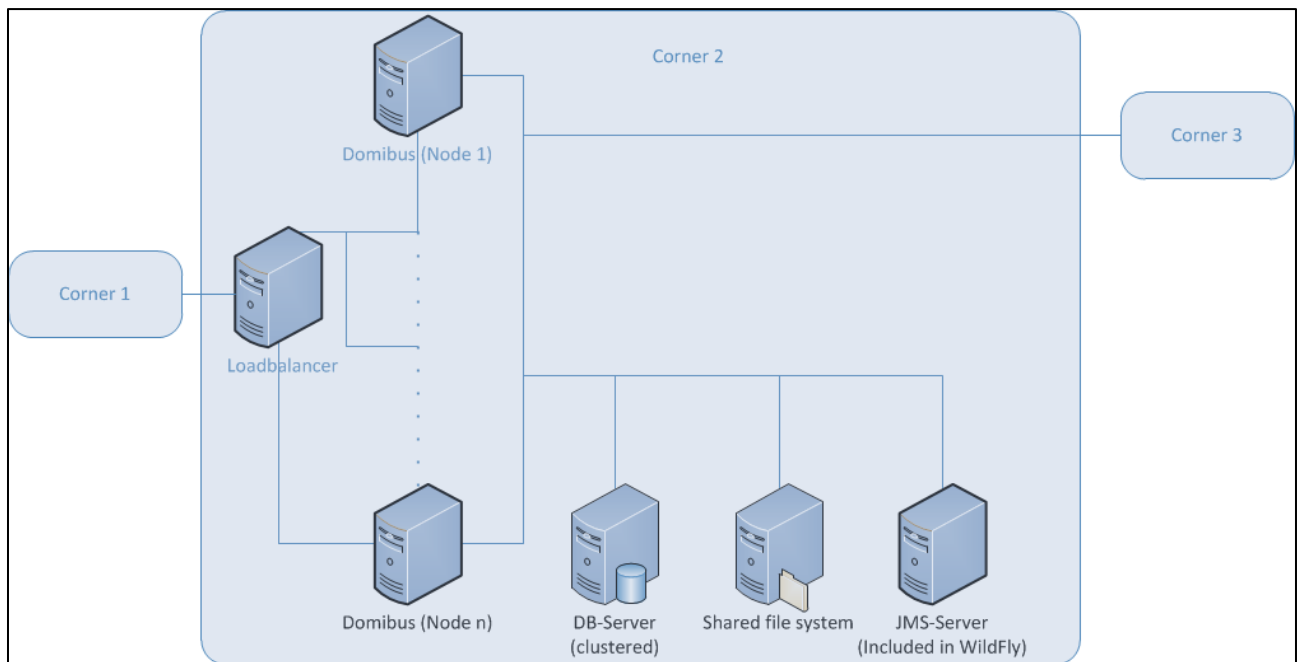 Corner 2
Corner 3
Domibus (Node 1)
Corner 1
Loadbalancer
Domibus (Node n)
DB-Server
(clustered)
Shared file system
JMS-Server
(Included in WildFly)